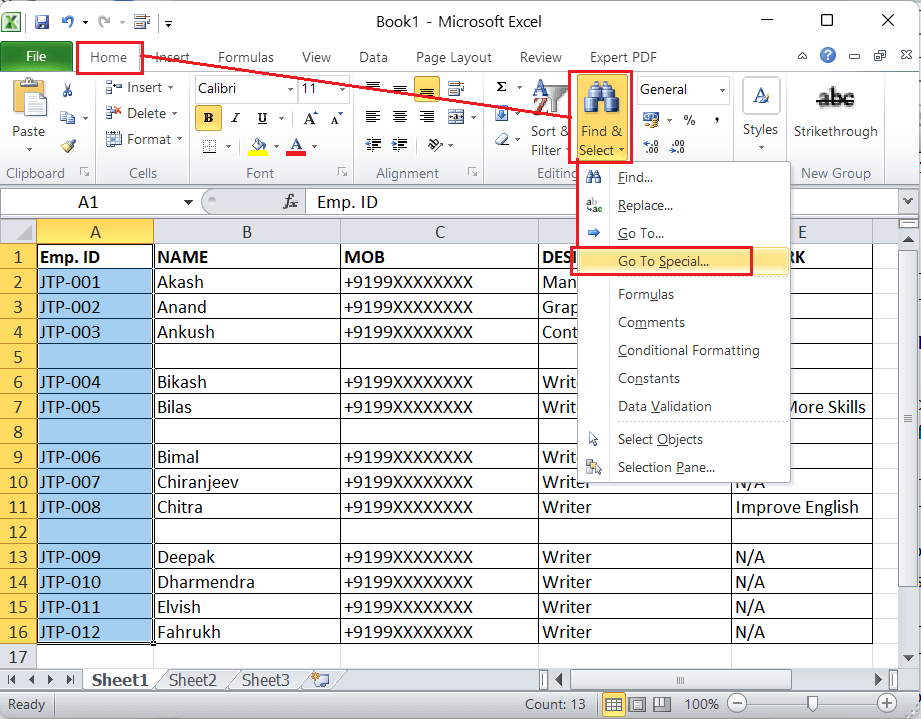 Book1 - Microsoft Excel
File Home Insert Formulas View Data Page Layout Review Expert PDF
Paste
Clipboard
Insert
Delete
Format
Cells
Calibri 11
B I U A A
A
Font
Alignment
Σ
Sort &
Filter
Find &
Select
Editing
General
% ,
.00
.00
A
Styles
abc
Strikethrough
New Group
A1 fx Emp. ID
Find...
Replace...
Go To...
Go To Special...
Formulas
Comments
Conditional Formatting
Constants
Data Validation
Select Objects
Selection Pane...
A B C E
1 Emp. ID NAME MOB DES RK
2 JTP-001 Akash +9199XXXXXXXX Man
3 JTP-002 Anand +9199XXXXXXXX Grap
4 JTP-003 Ankush +9199XXXXXXXX Cont
5
6 JTP-004 Bikash +9199XXXXXXXX Write
7 JTP-005 Bilas +9199XXXXXXXX Write More Skills
8
9 JTP-006 Bimal +9199XXXXXXXX Write
10 JTP-007 Chiranjeev +9199XXXXXXXX Writer N/A
11 JTP-008 Chitra +9199XXXXXXXX Writer Improve English
12
13 JTP-009 Deepak +9199XXXXXXXX Writer N/A
14 JTP-010 Dharmendra +9199XXXXXXXX Writer N/A
15 JTP-011 Elvish +9199XXXXXXXX Writer N/A
16 JTP-012 Fahrukh +9199XXXXXXXX Writer N/A
17
Sheet1 Sheet2 Sheet3
Ready Count: 13 100%